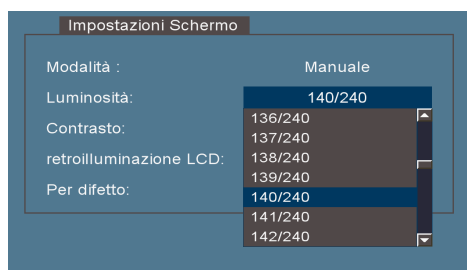 Impostazioni Schermo
Modalità : Manuale
Luminosità: 140/240
136/240
Contrasto:
137/240
retroilluminazione LCD: 138/240
139/240
Per difetto: 140/240
141/240
142/240